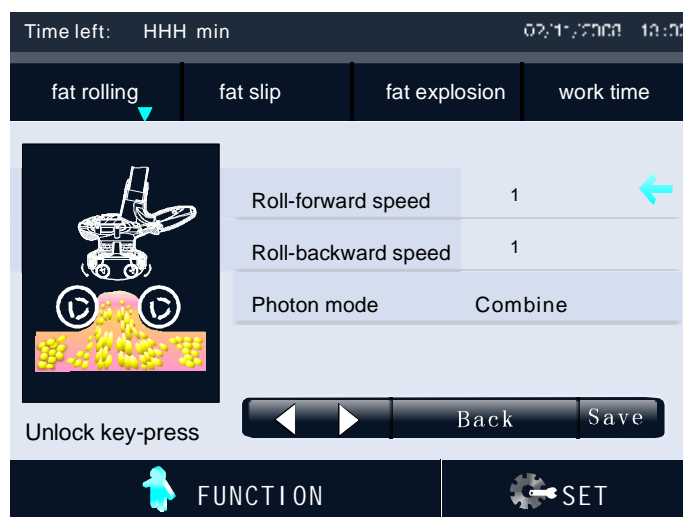 Time left: HHH min
fat rolling fat slip fat explosion work time
Roll-forward speed 1
Roll-backward speed 1
Photon mode Combine
Unlock key-press
Back Save
FUNCTION SET